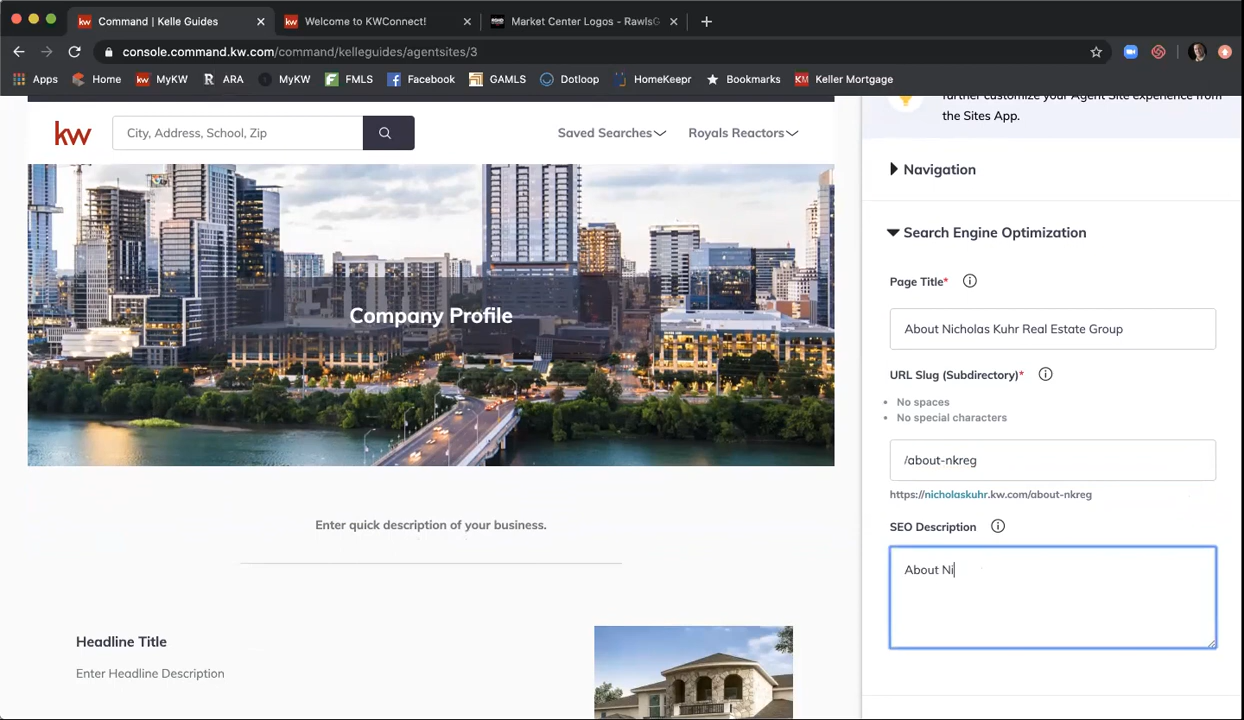 Command | Kelle Guides
Welcome to KWConnect!
Market Center Logos - RawlsG
console.command.kw.com/command/kelleguides/agentsites/3
Apps Home MyKW ARA MyKW FMLS Facebook GAMLS Dotloop HomeKeepr Bookmarks Keller Mortgage
kw
City, Address, School, Zip
Saved Searches
Royals Reactors
Company Profile
Enter quick description of your business.
Headline Title
Enter Headline Description
further customize your Agent Site experience from
the Sites App.
Navigation
Search Engine Optimization
Page Title*
About Nicholas Kuhr Real Estate Group
URL Slug (Subdirectory)*
• No spaces
• No special characters
/about-nkreg
https://nicholaskuhr.kw.com/about-nkreg
SEO Description
About Ni